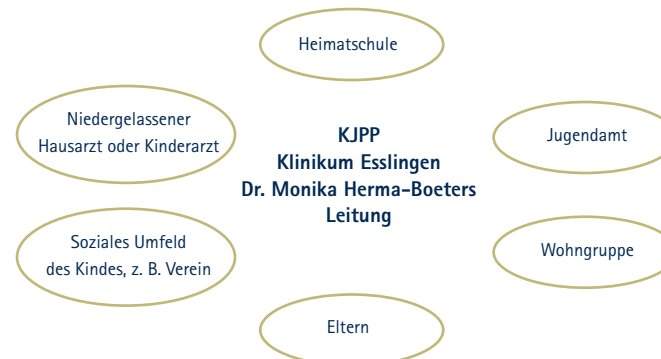 Heimatschule
Niedergelassener
Hausarzt oder Kinderarzt
KJPP
Klinikum Esslingen
Dr. Monika Herma-Boeters
Leitung
Jugendamt
Soziales Umfeld
des Kindes, z. B. Verein
Wohngruppe
Eltern